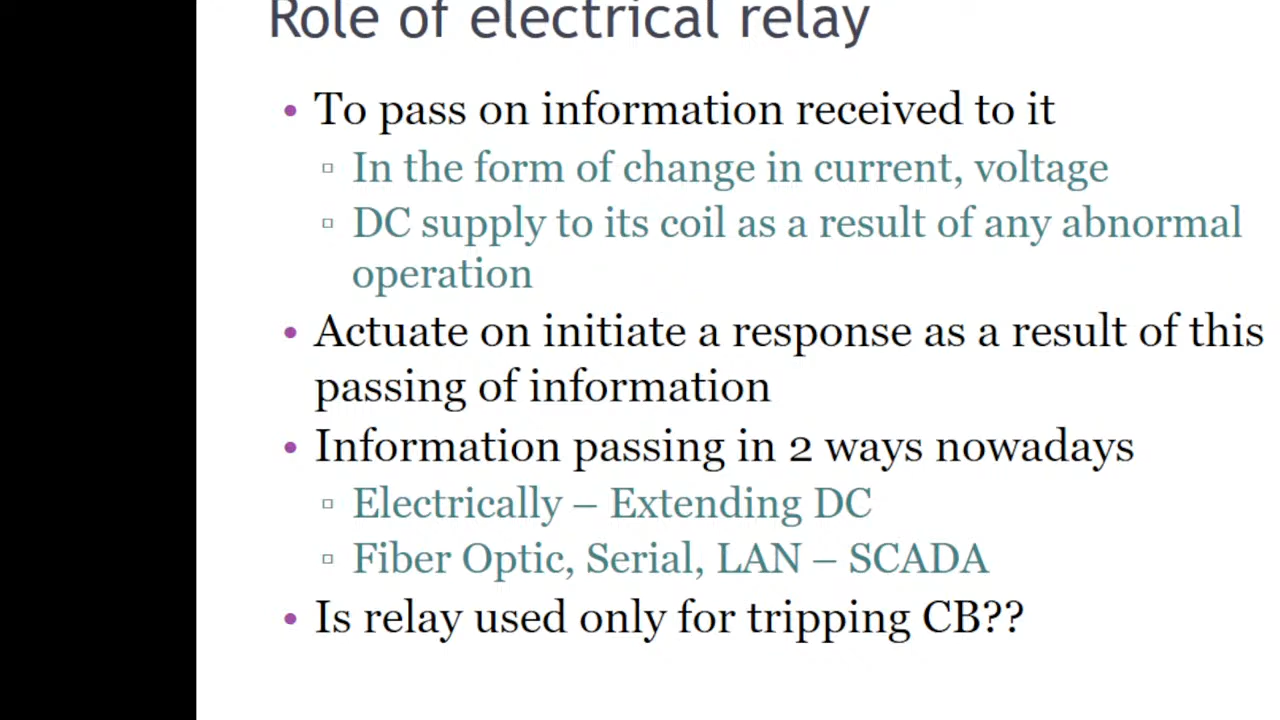 Role of electrical relay
• To pass on information received to it
▫ In the form of change in current, voltage
▫ DC supply to its coil as a result of any abnormal
operation
• Actuate on initiate a response as a result of this
passing of information
• Information passing in 2 ways nowadays
▫ Electrically – Extending DC
▫ Fiber Optic, Serial, LAN – SCADA
• Is relay used only for tripping CB??